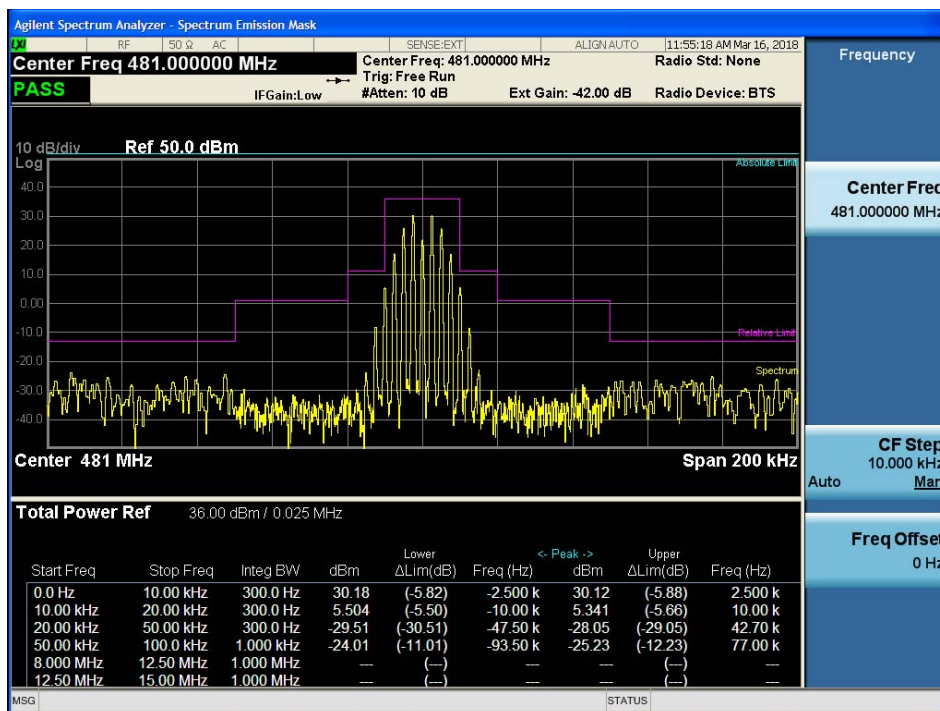 Agilent Spectrum Analyzer - Spectrum Emission Mask
LXI RF 50 Ω AC SENSE:EXT ALIGN AUTO 11:55:18 AM Mar 16, 2018
Center Freq 481.000000 MHz
Center Freq: 481.000000 MHz Radio Std: None
Trig: Free Run
PASS
IFGain:Low #Atten: 10 dB Ext Gain: -42.00 dB Radio Device: BTS
10 dB/div Ref 50.0 dBm
Log
Absolute Limit
40.0
30.0
20.0
10.0
0.00
-10.0
Relative Limit
-20.0
Spectrum
-30.0
-40.0
Center 481 MHz Span 200 kHz
Total Power Ref 36.00 dBm / 0.025 MHz
Lower <- Peak -> Upper
Start Freq Stop Freq Integ BW dBm ΔLim(dB) Freq (Hz) dBm ΔLim(dB) Freq (Hz)
0.0 Hz 10.00 kHz 300.0 Hz 30.18 (-5.82) -2.500 k 30.12 (-5.88) 2.500 k
10.00 kHz 20.00 kHz 300.0 Hz 5.504 (-5.50) -10.00 k 5.341 (-5.66) 10.00 k
20.00 kHz 50.00 kHz 300.0 Hz -29.51 (-30.51) -47.50 k -28.05 (-29.05) 42.70 k
50.00 kHz 100.0 kHz 1.000 kHz -24.01 (-11.01) -93.50 k -25.23 (-12.23) 77.00 k
8.000 MHz 12.50 MHz 1.000 MHz --- (---) --- --- (---) ---
12.50 MHz 15.00 MHz 1.000 MHz --- (---) --- --- (---) ---
MSG STATUS
Frequency
Center Freq
481.000000 MHz
CF Step
10.000 kHz
Auto Man
Freq Offset
0 Hz